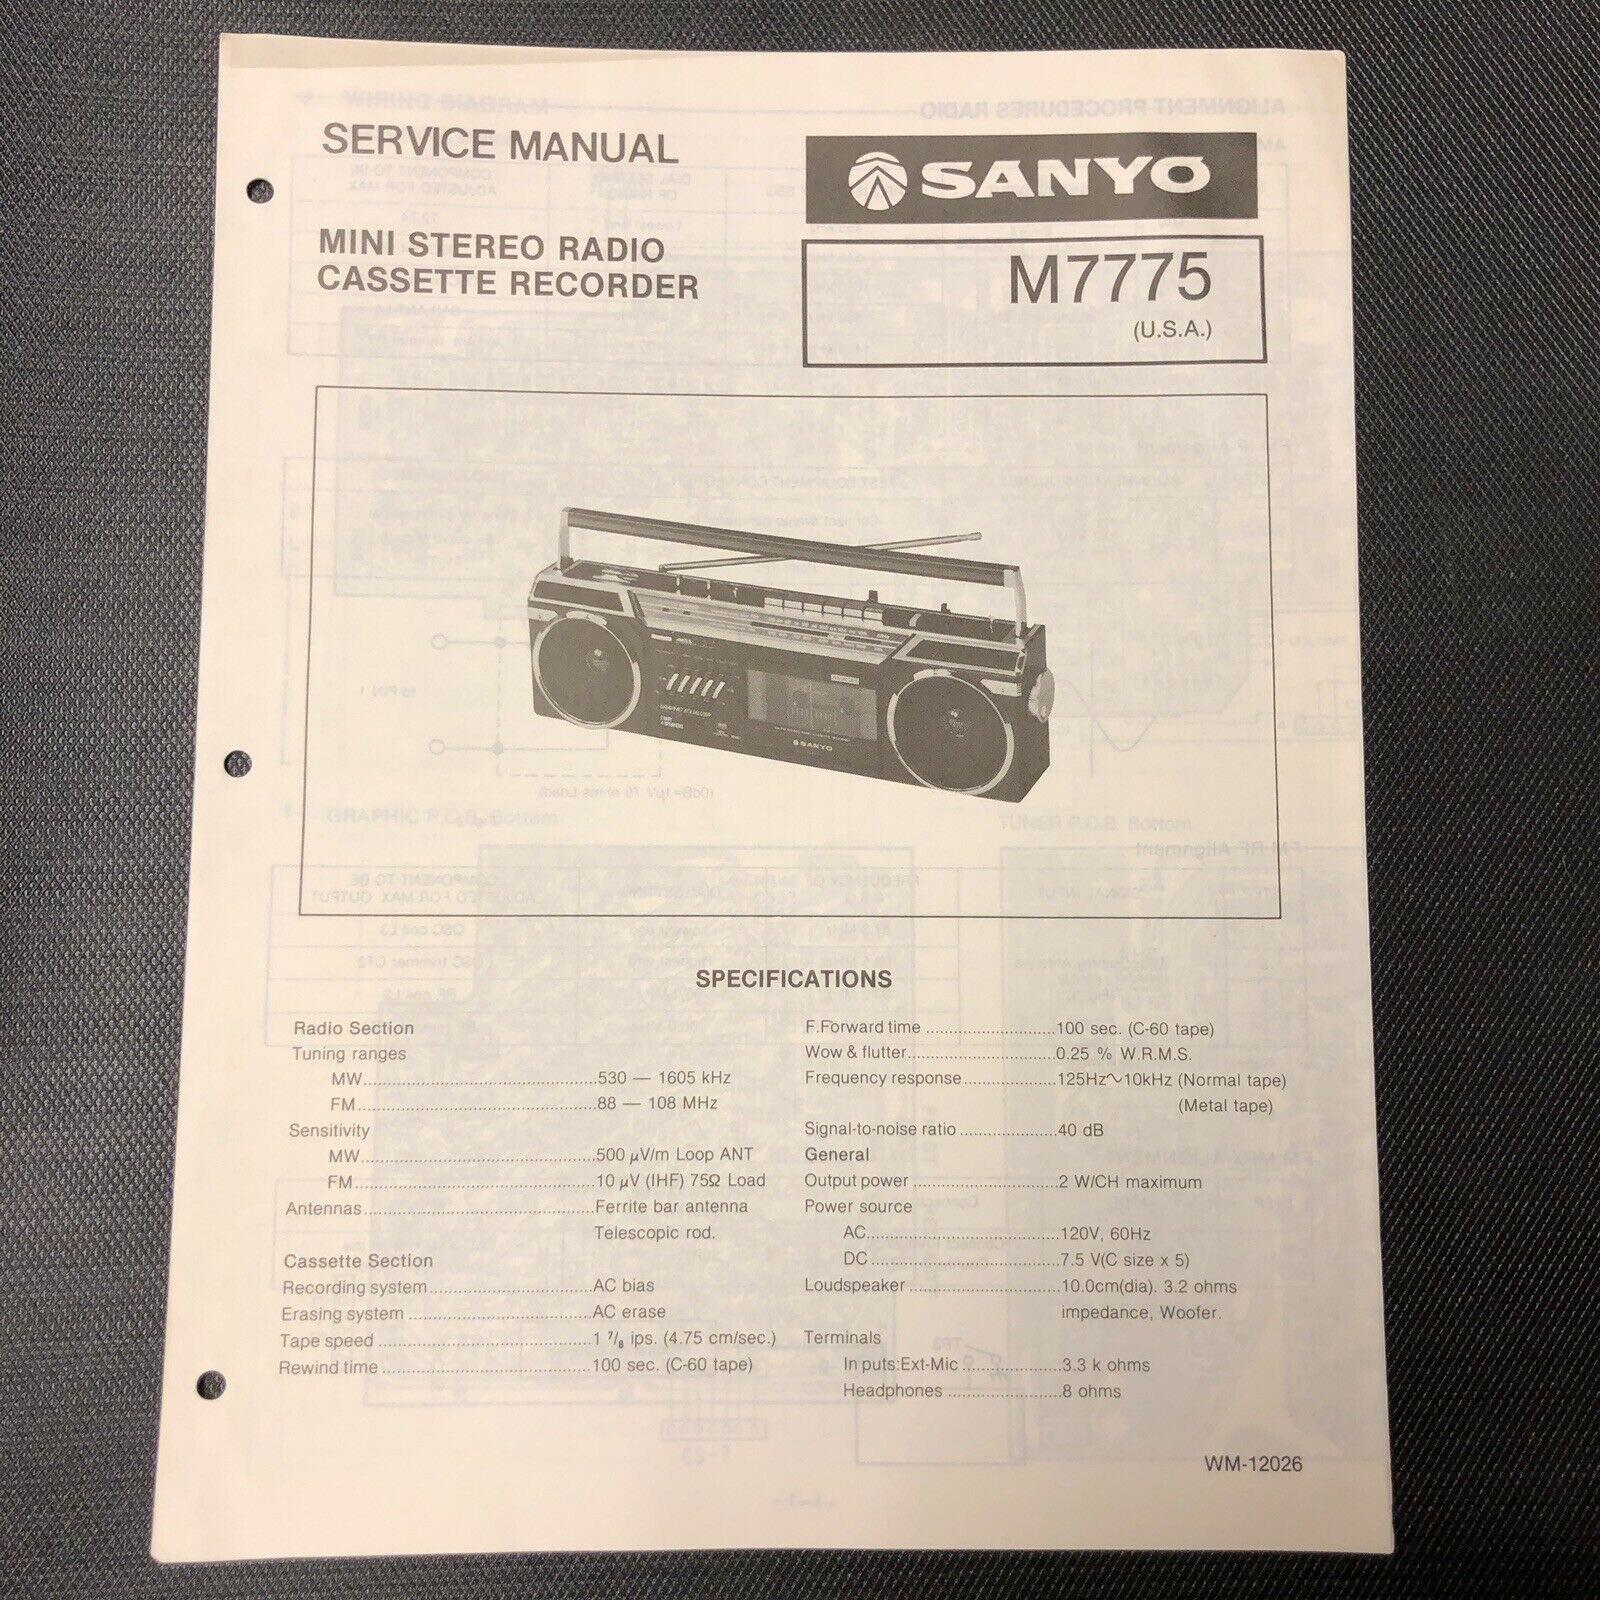 SERVICE MANUAL
SANYO
MINI STEREO RADIO
CASSETTE RECORDER
M7775
(U.S.A.)
SANYO
SPECIFICATIONS
Radio Section
Tuning ranges
MW..........530 — 1605 kHz
FM..........88 — 108 MHz
Sensitivity
MW..........500 µV/m Loop ANT
FM..........10 µV (IHF) 75Ω Load
Antennas..........Ferrite bar antenna
Telescopic rod.
Cassette Section
Recording system..........AC bias
Erasing system..........AC erase
Tape speed..........1 7/8 ips. (4.75 cm/sec.)
Rewind time..........100 sec. (C-60 tape)
F.Forward time..........100 sec. (C-60 tape)
Wow & flutter..........0.25 % W.R.M.S.
Frequency response..........125Hz～10kHz (Normal tape)
(Metal tape)
Signal-to-noise ratio..........40 dB
General
Output power..........2 W/CH maximum
Power source
AC..........120V, 60Hz
DC..........7.5 V(C size x 5)
Loudspeaker..........10.0cm(dia). 3.2 ohms
impedance, Woofer.
Terminals
In puts:Ext-Mic..........3.3 k ohms
Headphones..........8 ohms
WM-12026